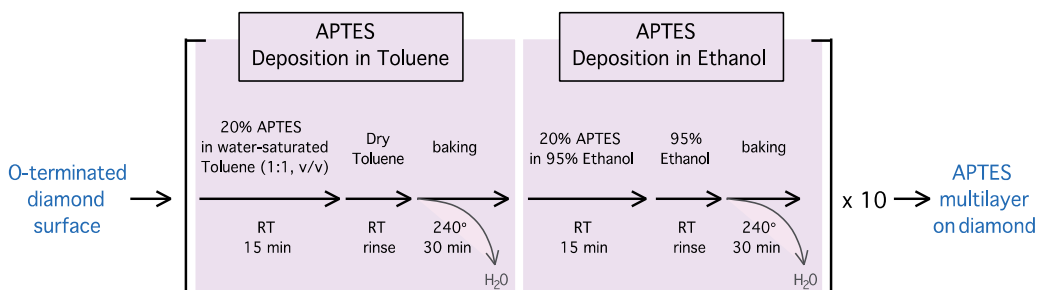 APTES
Deposition in Toluene
APTES
Deposition in Ethanol
O-terminated
diamond
surface
20% APTES
in water-saturated
Toluene (1:1, v/v)
RT
15 min
Dry
Toluene
RT
rinse
baking
240°
30 min
H₂O
20% APTES
in 95% Ethanol
RT
15 min
95%
Ethanol
RT
rinse
baking
240°
30 min
H₂O
x 10
APTES
multilayer
on diamond